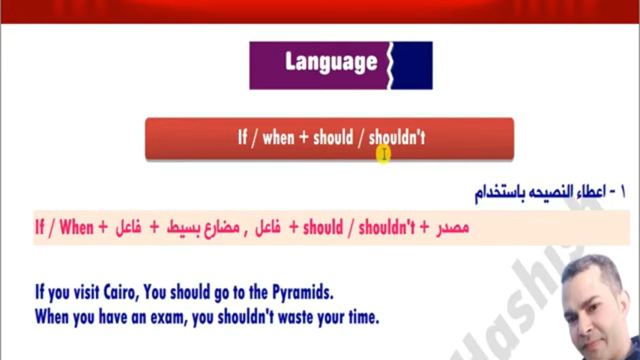 Language
If / when + should / shouldn't
١ - اعطاء النصيحه باستخدام
If / When + فاعل + مضارع بسيط , فاعل + should / shouldn't + مصدر
If you visit Cairo, You should go to the Pyramids.
When you have an exam, you shouldn't waste your time.
Hashish